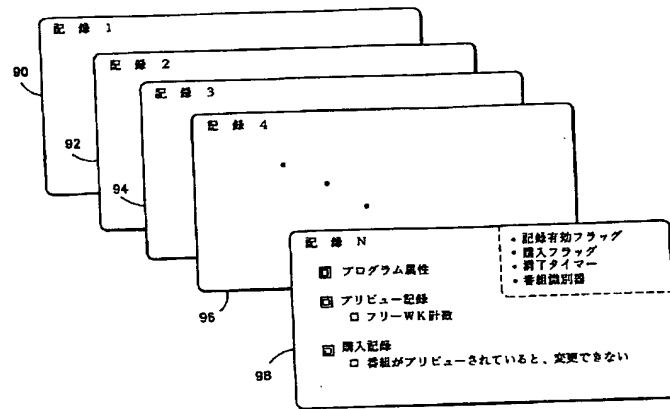 記録 1
90
記録 2
92
記録 3
94
記録 4
96
記録 N
98
プログラム属性
プリビュー記録
フリーWK計数
購入記録
番組がプリビューされていると、変更できない
記録有効フラッグ
購入フラッグ
満了タイマー
番組識別器